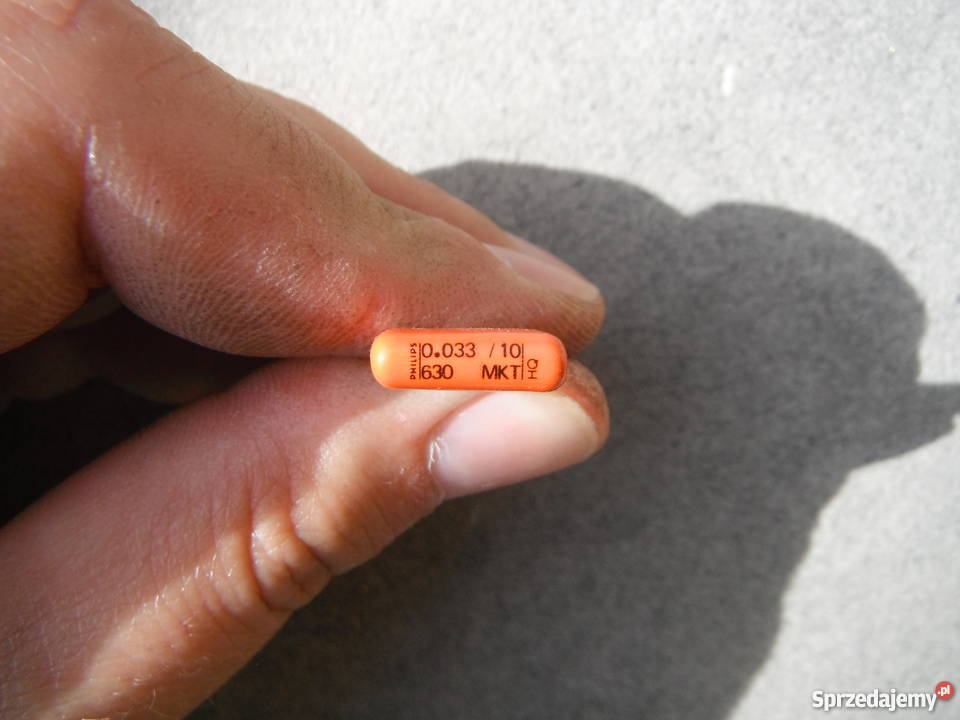 PHILIPS
0.033 /10
630 MKT
HQ
Sprzedajemy.pl